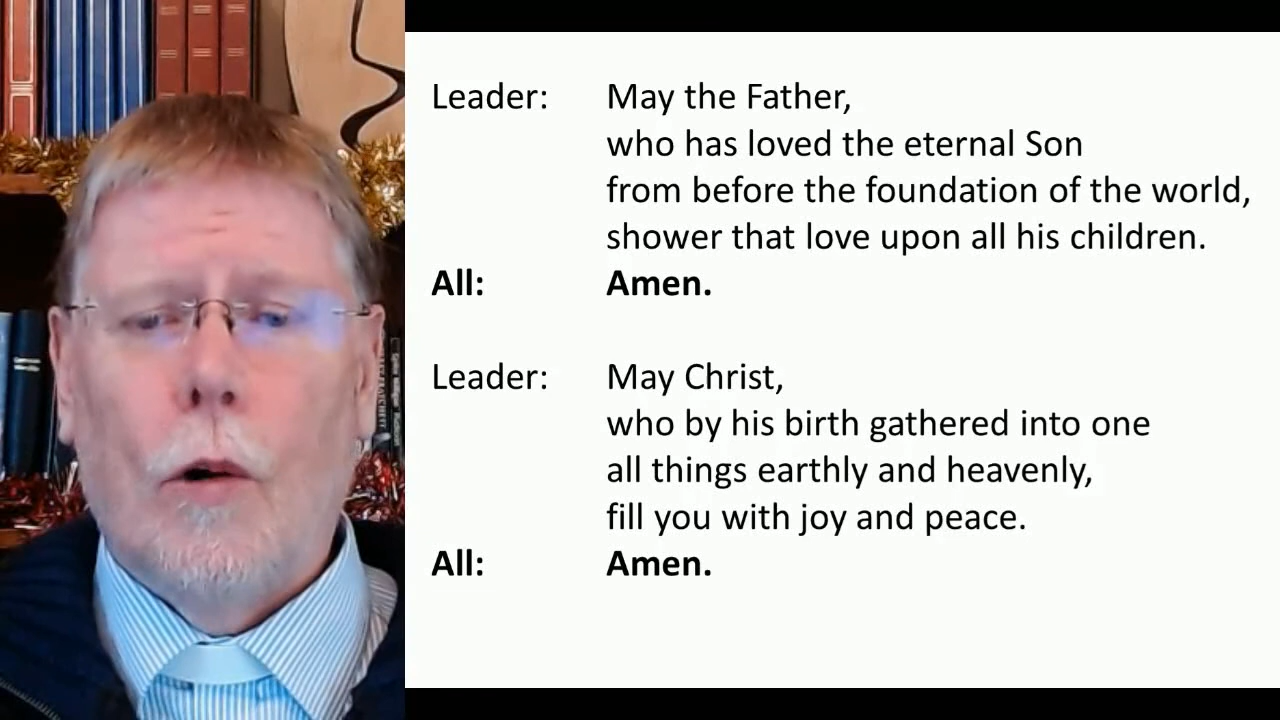 Leader: May the Father,
who has loved the eternal Son
from before the foundation of the world,
shower that love upon all his children.
All: Amen.
Leader: May Christ,
who by his birth gathered into one
all things earthly and heavenly,
fill you with joy and peace.
All: Amen.